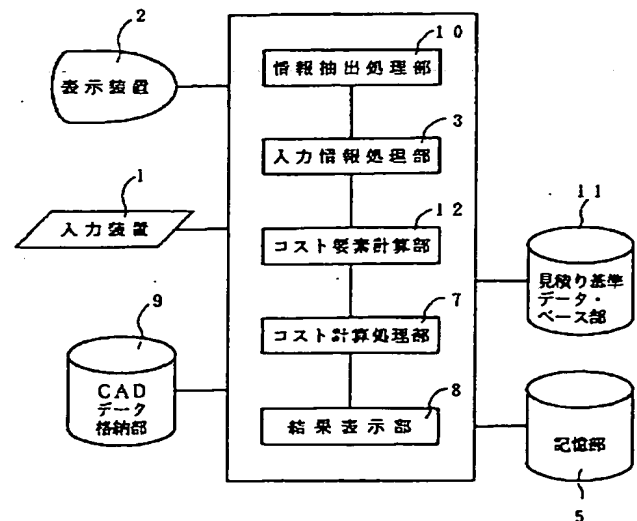 2
表示装置
1
入力装置
9
CAD
データ
格納部
10
情報抽出処理部
3
入力情報処理部
12
コスト要素計算部
7
コスト計算処理部
8
結果表示部
11
見積り基準
データ・
ベース部
記憶部
5